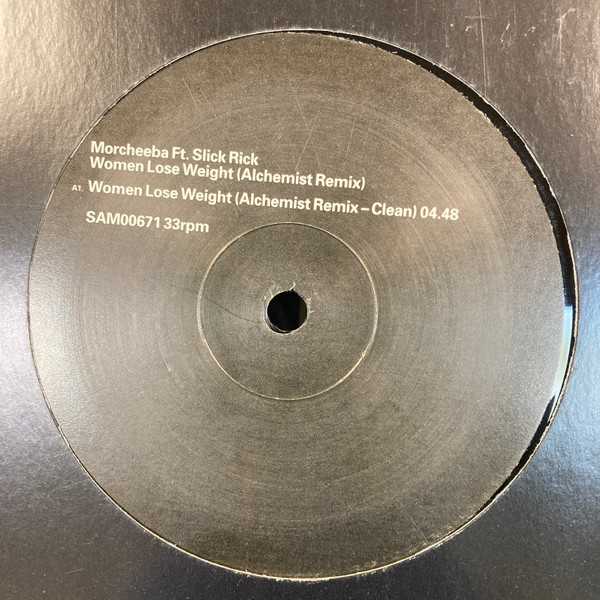 Morcheeba Ft. Slick Rick
Women Lose Weight (Alchemist Remix)
A1. Women Lose Weight (Alchemist Remix – Clean) 04.48
SAM00671 33rpm